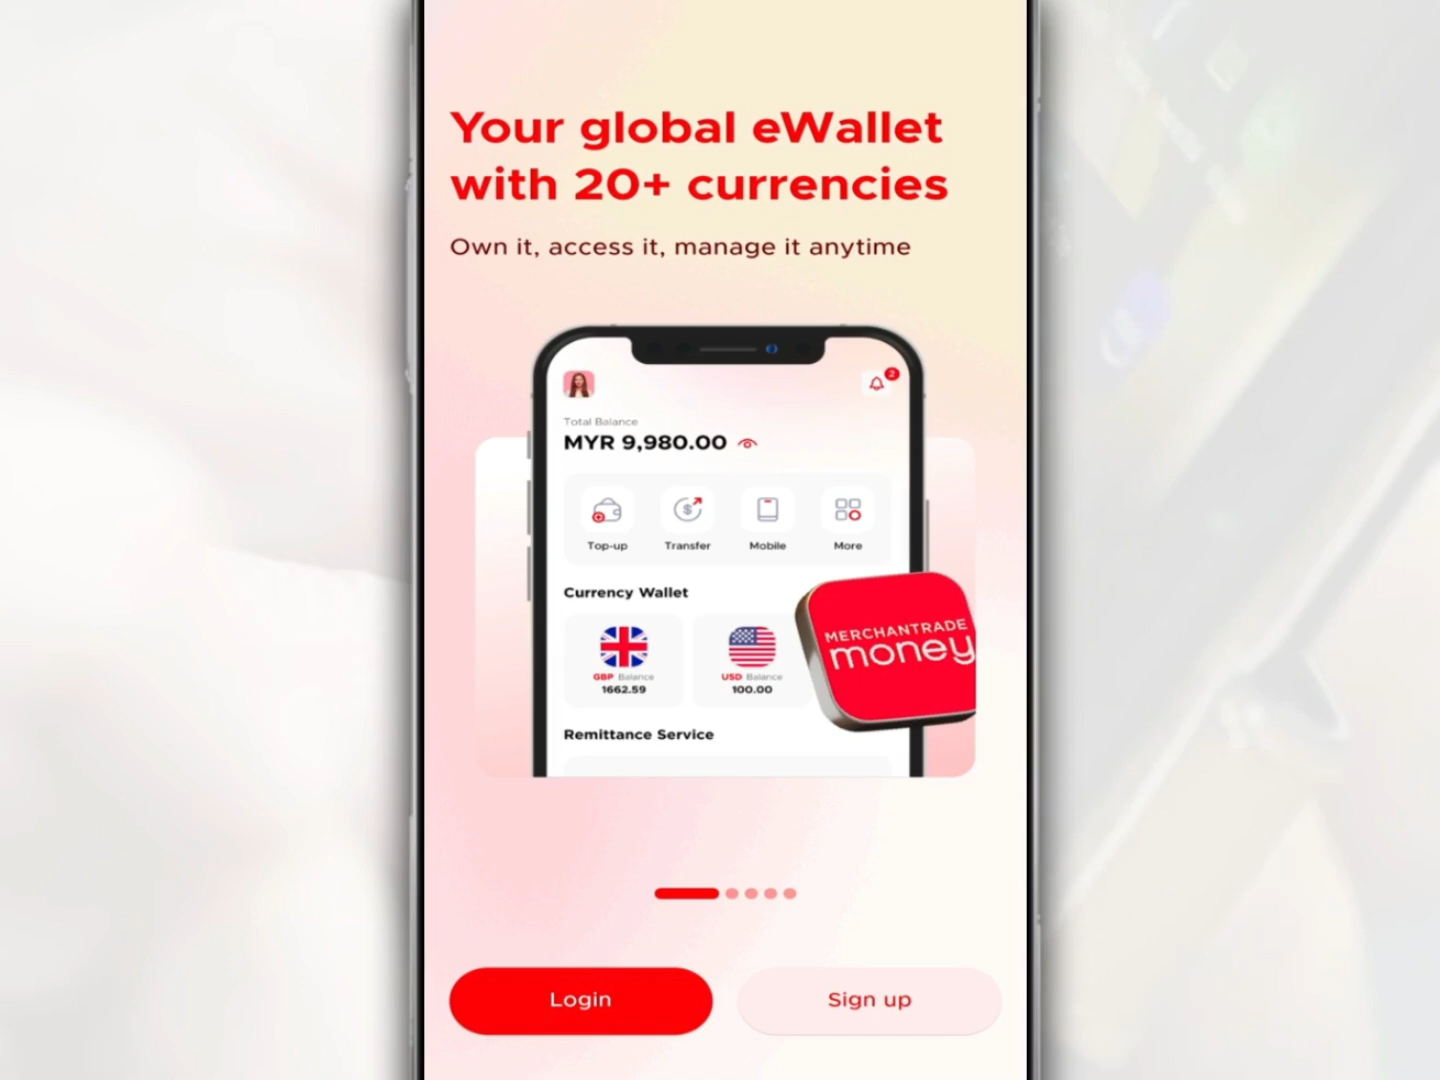 Your global eWallet
with 20+ currencies
Own it, access it, manage it anytime
2
Total Balance
MYR 9,980.00
Top-up Transfer Mobile More
Currency Wallet
GBP Balance USD Balance
1662.59 100.00
MERCHANTRADE
money
Remittance Service
Login Sign up